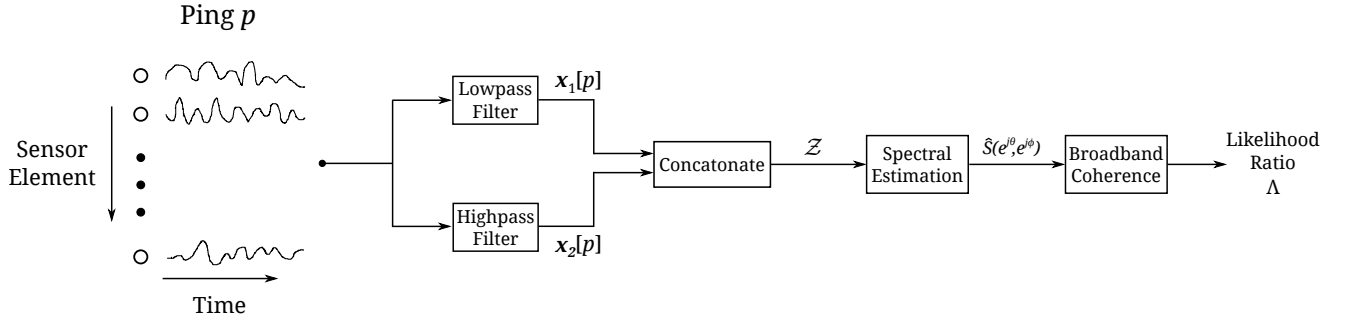 Ping p
Sensor
Element
Time
Lowpass
Filter
x₁[p]
Highpass
Filter
x₂[p]
Concatonate
𝒵
Spectral
Estimation
Ŝ(e^{jθ},e^{jϕ})
Broadband
Coherence
Likelihood
Ratio
Λ